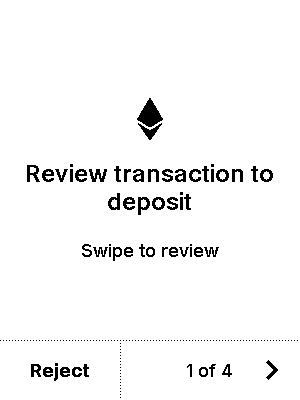 Review transaction to
deposit
Swipe to review
Reject
1 of 4